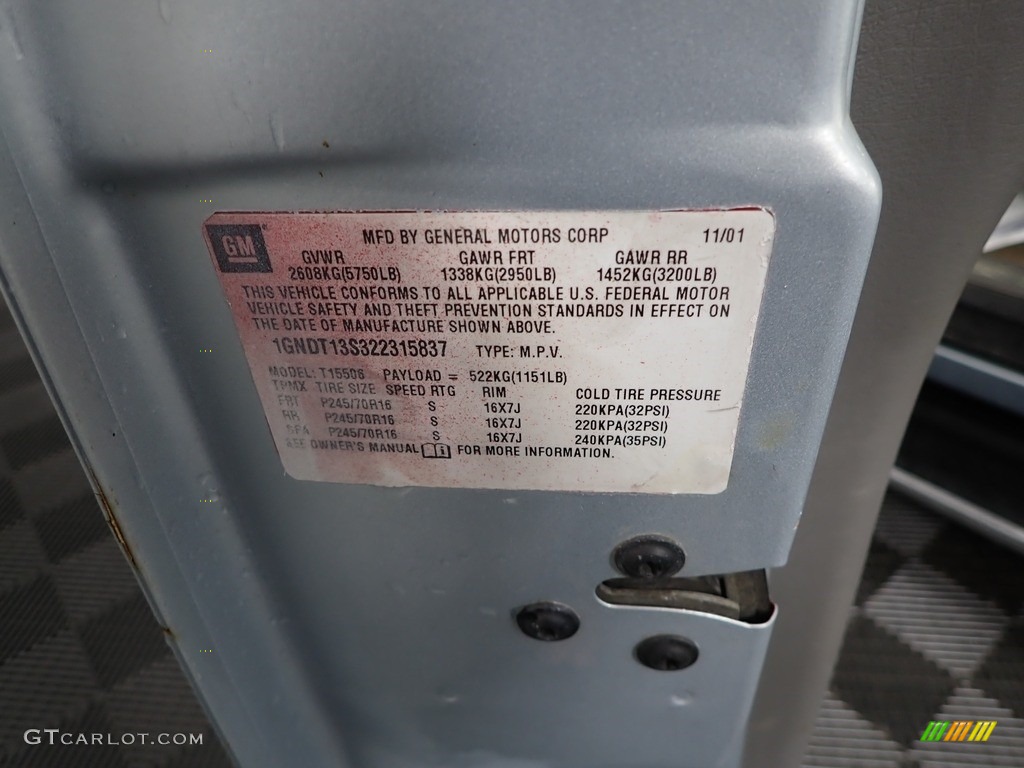 GM MFD BY GENERAL MOTORS CORP 11/01
GVWR GAWR FRT GAWR RR
2608KG(5750LB) 1338KG(2950LB) 1452KG(3200LB)
THIS VEHICLE CONFORMS TO ALL APPLICABLE U.S. FEDERAL MOTOR
VEHICLE SAFETY AND THEFT PREVENTION STANDARDS IN EFFECT ON
THE DATE OF MANUFACTURE SHOWN ABOVE.
1GNDT13S322315837 TYPE: M.P.V.
MODEL: T15506 PAYLOAD = 522KG(1151LB)
TPMX TIRE SIZE SPEED RTG RIM COLD TIRE PRESSURE
FRT P245/70R16 S 16X7J 220KPA(32PSI)
RR P245/70R16 S 16X7J 220KPA(32PSI)
SPA P245/70R16 S 16X7J 240KPA(35PSI)
SEE OWNER'S MANUAL FOR MORE INFORMATION.
GTCARLOT.COM